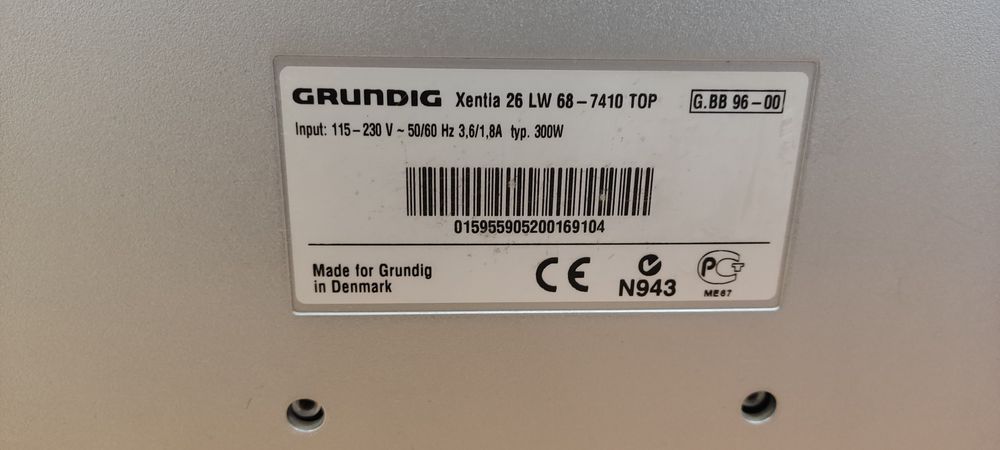 GRUNDIG Xentia 26 LW 68-7410 TOP G.BB 96-00
Input: 115-230 V ~ 50/60 Hz 3,6/1,8A typ. 300W
015955905200169104
Made for Grundig
in Denmark
CE
N943
PCT
ME67